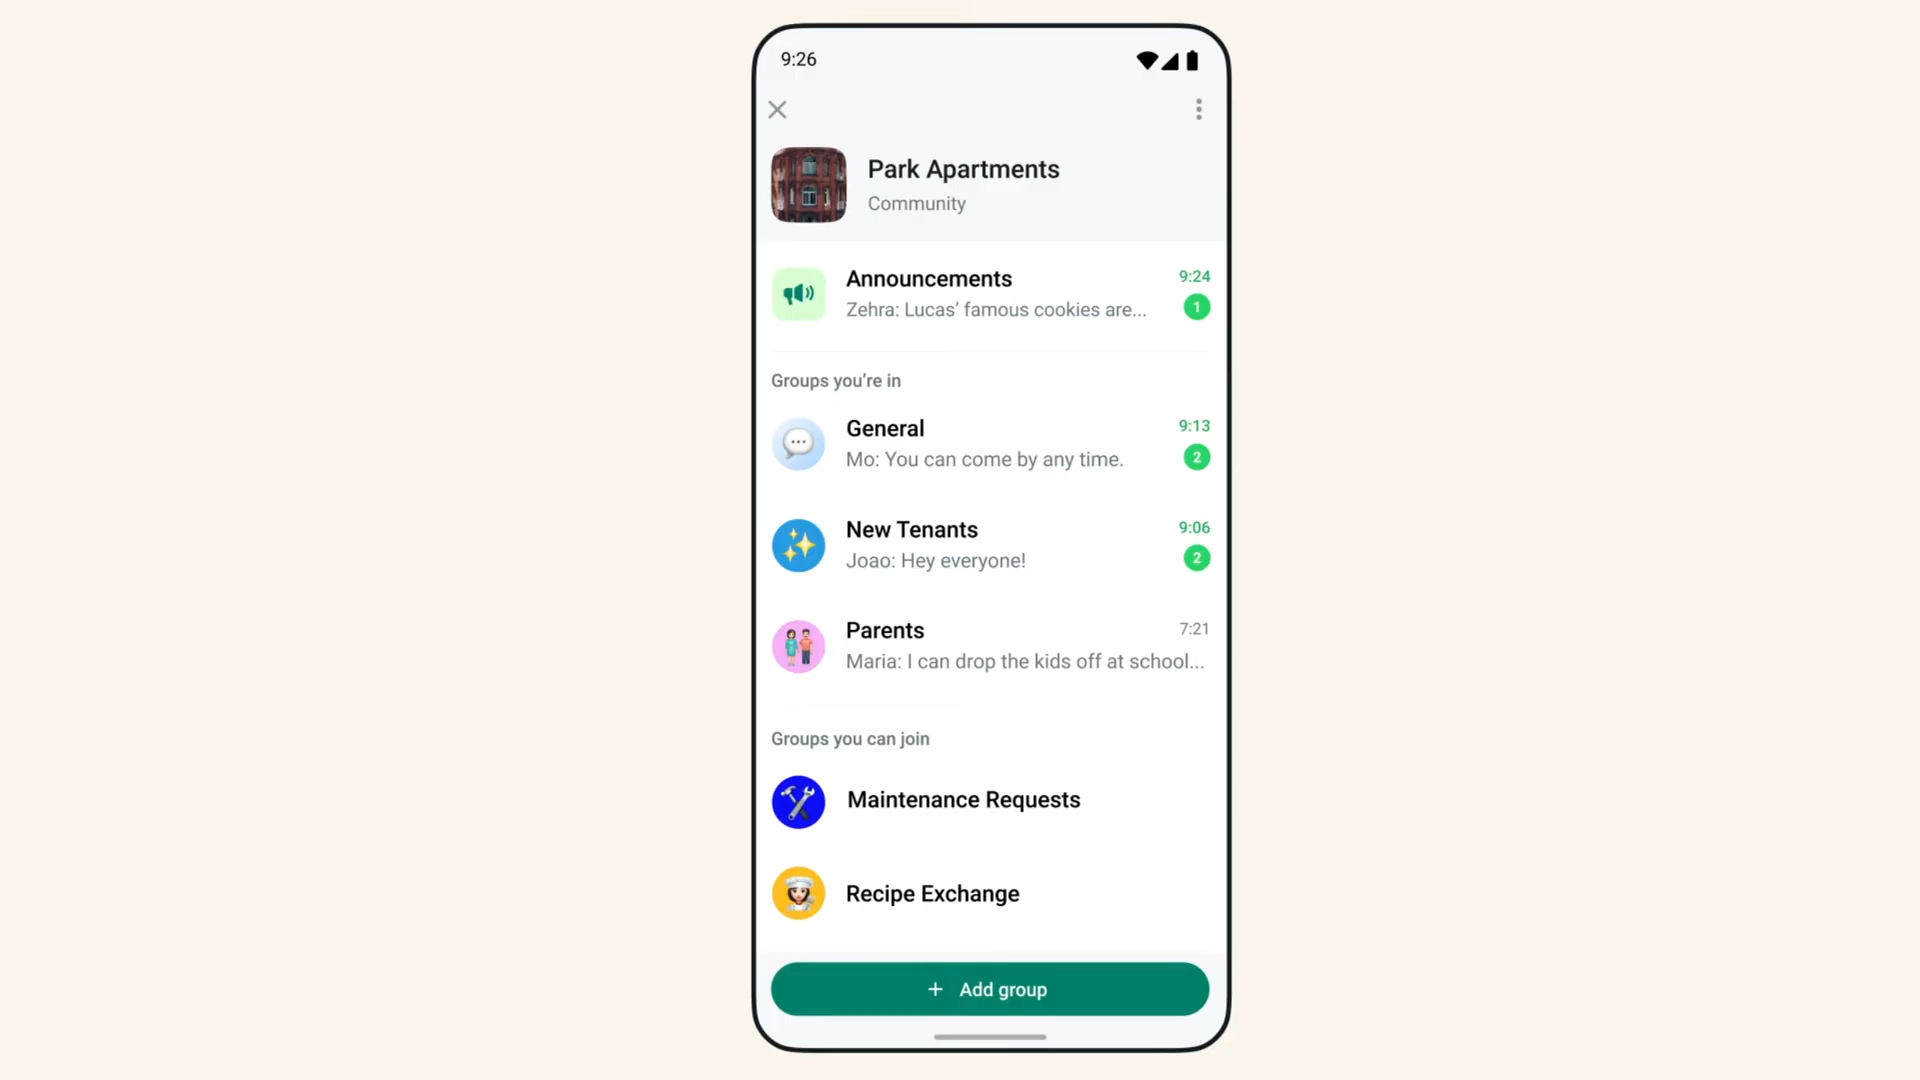 9:26
Park Apartments
Community
Announcements
9:24
Zehra: Lucas’ famous cookies are...
1
Groups you’re in
General
9:13
Mo: You can come by any time.
2
New Tenants
9:06
Joao: Hey everyone!
2
Parents
7:21
Maria: I can drop the kids off at school...
Groups you can join
Maintenance Requests
Recipe Exchange
+ Add group